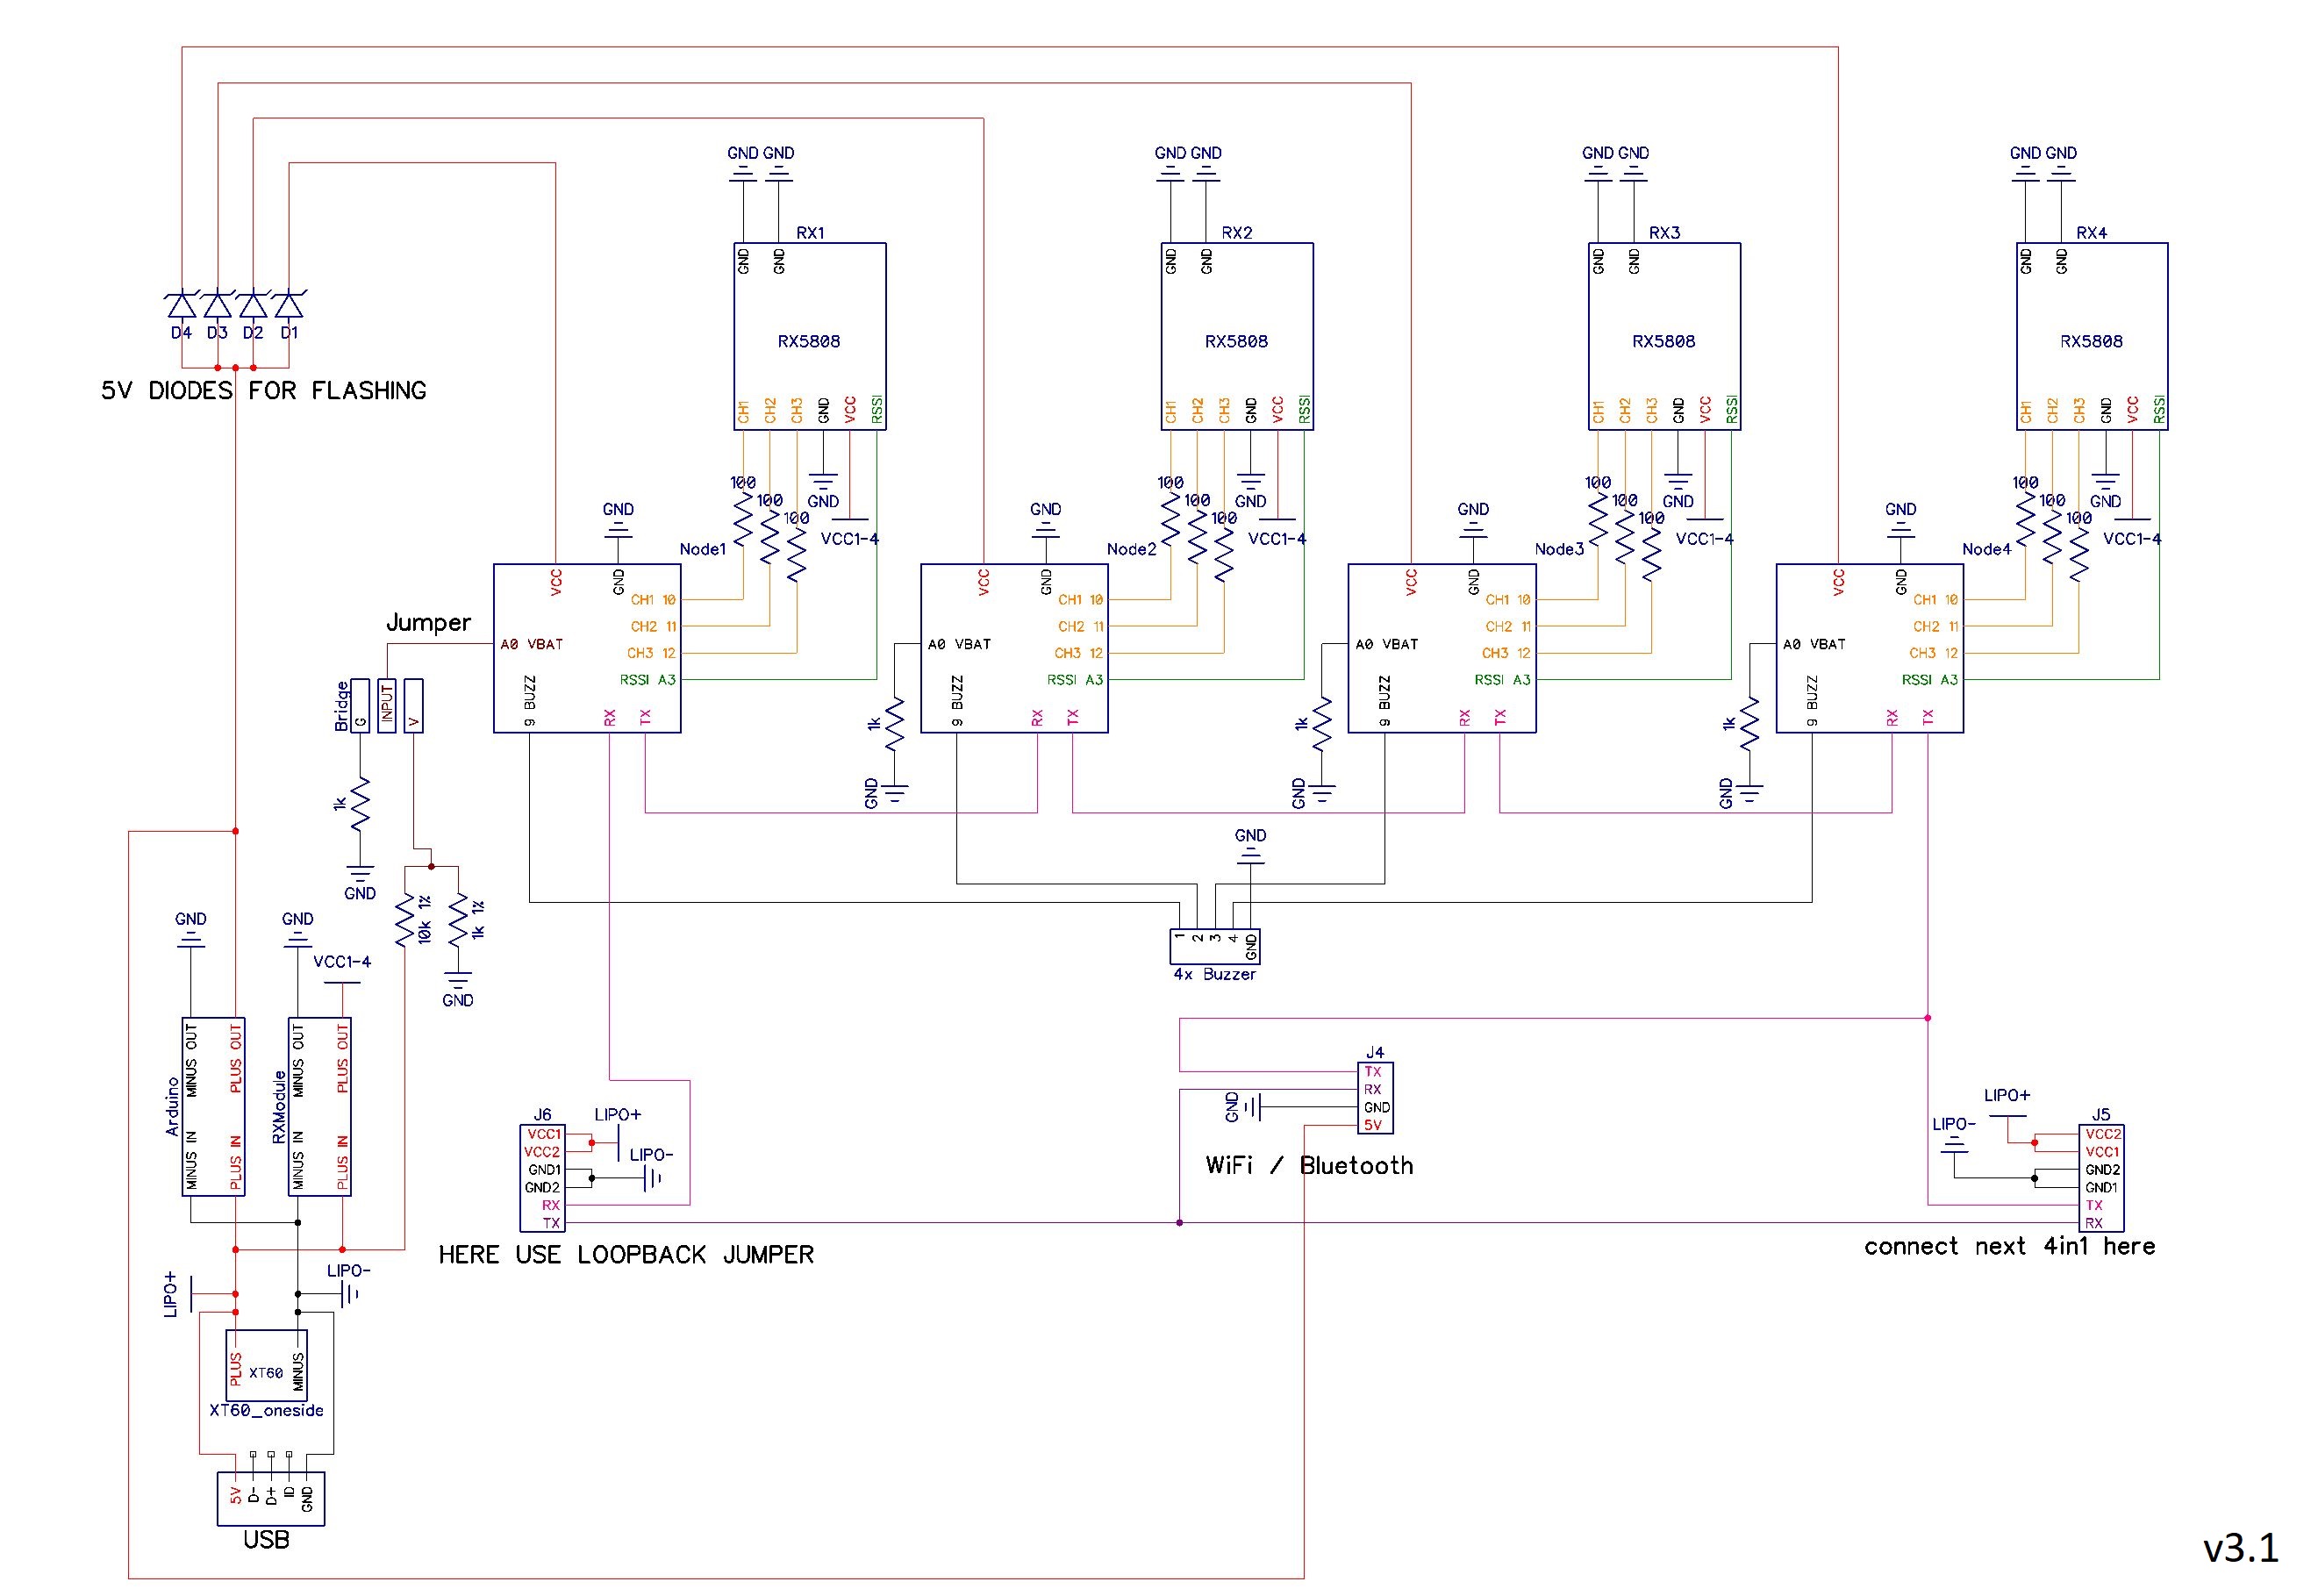 GND GND
GND GND
GND GND
GND GND
RX1
RX2
RX3
RX4
GND
GND
GND
GND
GND
GND
GND
GND
D4 D3 D2 D1
RX5808
RX5808
RX5808
RX5808
5V DIODES FOR FLASHING
CH1 CH2 CH3 GND VCC RSSI
CH1 CH2 CH3 GND VCC RSSI
CH1 CH2 CH3 GND VCC RSSI
CH1 CH2 CH3 GND VCC RSSI
100 100 100 GND VCC1-4
100 100 100 GND VCC1-4
100 100 100 GND VCC1-4
100 100 100 GND VCC1-4
GND
Node1
VCC
GND
CH1 10
CH2 11
CH3 12
RSSI A3
A0 VBAT
9 BUZZ
RX
TX
GND
Node2
VCC
GND
CH1 10
CH2 11
CH3 12
RSSI A3
A0 VBAT
9 BUZZ
RX
TX
1k
GND
GND
Node3
VCC
GND
CH1 10
CH2 11
CH3 12
RSSI A3
A0 VBAT
9 BUZZ
RX
TX
1k
GND
GND
Node4
VCC
GND
CH1 10
CH2 11
CH3 12
RSSI A3
A0 VBAT
9 BUZZ
RX
TX
1k
GND
Jumper
Bridge
G
INPUT
V
1k
GND
10k 1%
1k 1%
GND
GND
1
2
3
4
GND
4x Buzzer
GND
GND
VCC1-4
Arduino
MINUS OUT
PLUS OUT
MINUS IN
PLUS IN
RXModule
MINUS OUT
PLUS OUT
MINUS IN
PLUS IN
J6
LIPO+
VCC1
VCC2
LIPO-
GND1
GND2
RX
TX
HERE USE LOOPBACK JUMPER
J4
TX
RX
GND
GND
5V
WiFi / Bluetooth
LIPO+
J5
LIPO-
VCC2
VCC1
GND2
GND1
TX
RX
connect next 4in1 here
LIPO+
LIPO-
PLUS
XT60
MINUS
XT60_oneside
5V
D-
D+
ID
GND
USB
v3.1